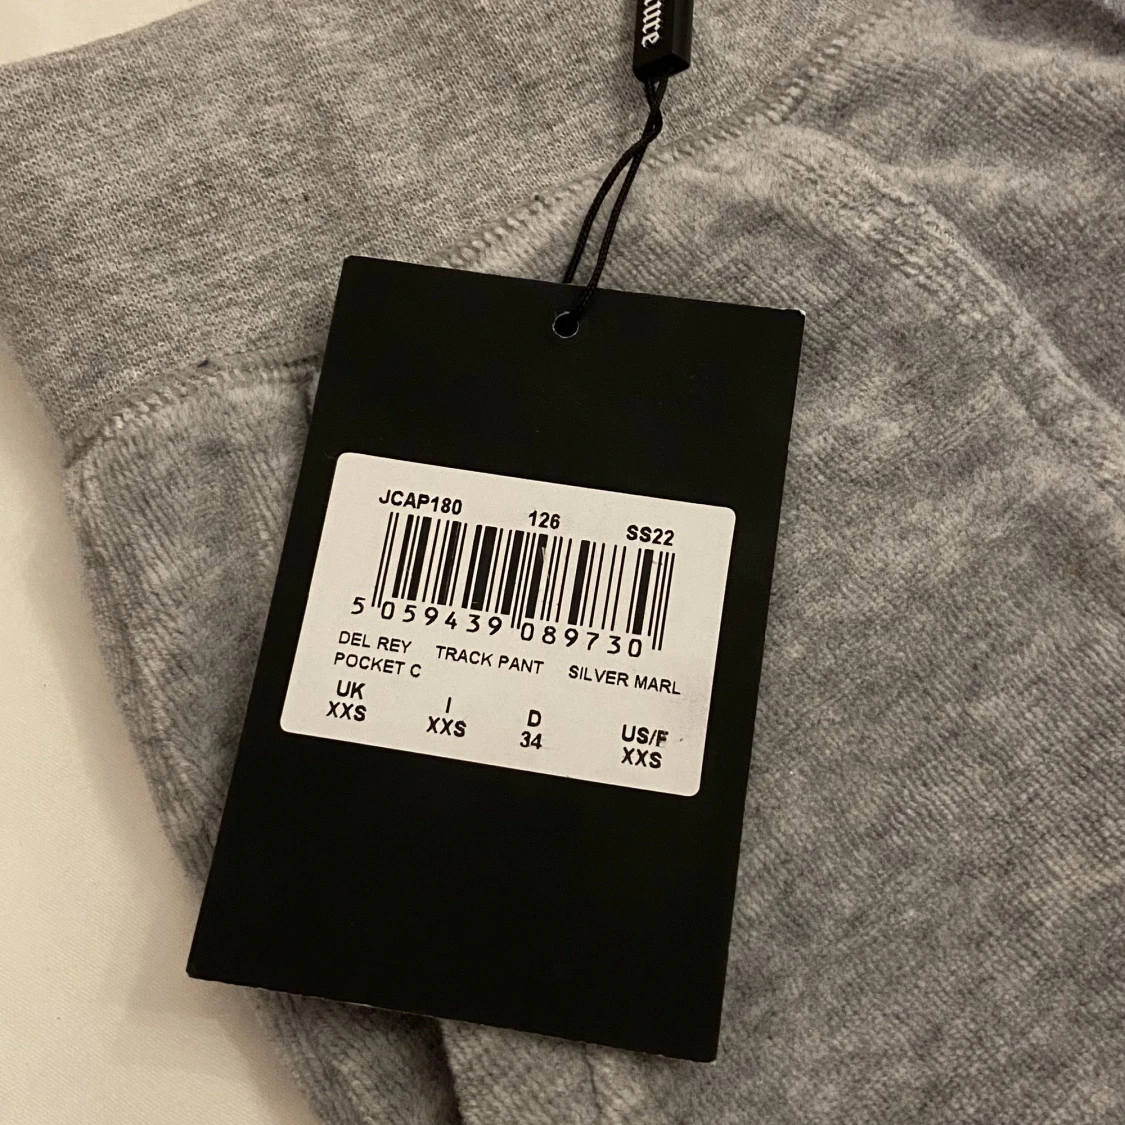 JCAP180 126 SS22
5 059439 089730
DEL REY POCKET C TRACK PANT SILVER MARL
UK I D US/F
XXS XXS 34 XXS